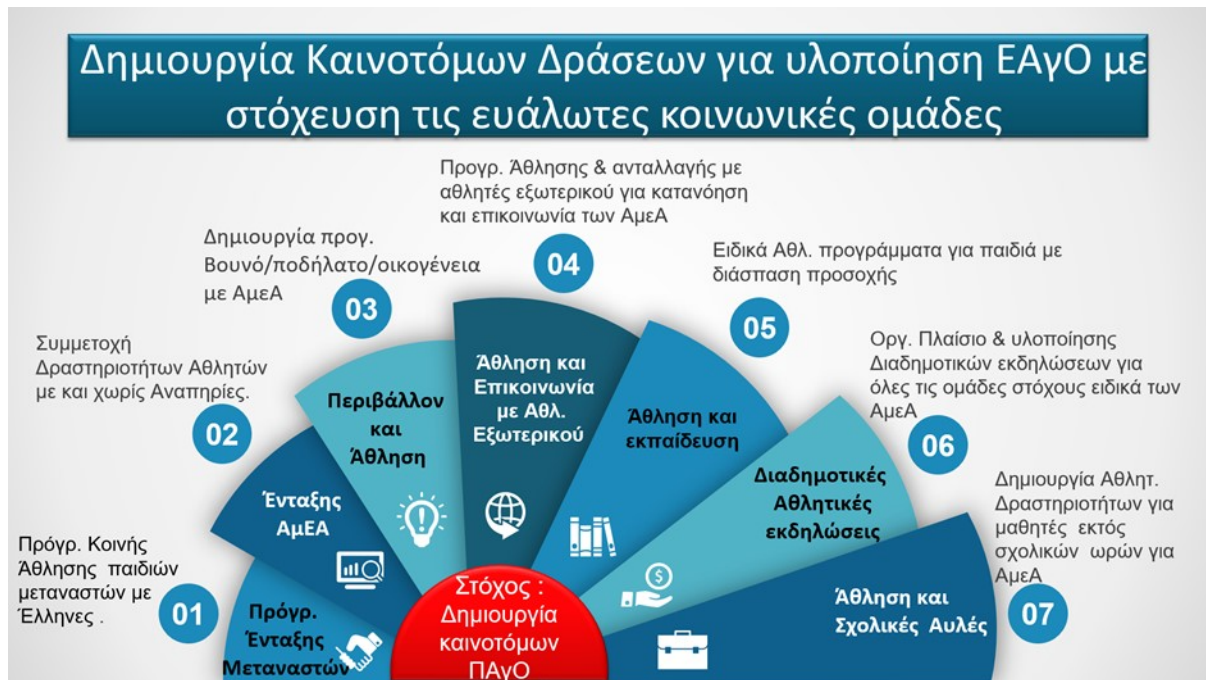 Δημιουργία Καινοτόμων Δράσεων για υλοποίηση ΕΑγΟ με
στόχευση τις ευάλωτες κοινωνικές ομάδες
Πρόγρ. Κοινής
Άθλησης παιδιών
μεταναστών με
Έλληνες .
01
Πρόγρ.
Ένταξης
Μεταναστών
Συμμετοχή
Δραστηριοτήτων Αθλητών
με και χωρίς Αναπηρίες.
02
Ένταξης
ΑμΕΑ
Δημιουργία προγ.
Βουνό/ποδήλατο/οικογένεια
με ΑμεΑ
03
Περιβάλλον
και
Άθληση
Προγρ. Άθλησης & ανταλλαγής με
αθλητές εξωτερικού για κατανόηση
και επικοινωνία των ΑμεΑ
04
Άθληση και
Επικοινωνία
με Αθλ.
Εξωτερικού
Ειδικά Αθλ. προγράμματα για παιδιά με
διάσπαση προσοχής
05
Άθληση και
εκπαίδευση
Οργ. Πλαίσιο & υλοποίησης
Διαδημοτικών εκδηλώσεων για
όλες τις ομάδες στόχους ειδικά των
ΑμεΑ
06
Διαδημοτικές
Αθλητικές
εκδηλώσεις
Δημιουργία Αθλητ.
Δραστηριοτήτων για
μαθητές εκτός
σχολικών ωρών για
ΑμεΑ
07
Άθληση και
Σχολικές Αυλές
Στόχος :
Δημιουργία
καινοτόμων
ΠΑγΟ